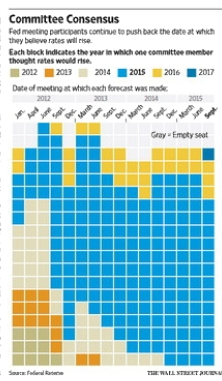 Committee Consensus
Fed meeting participants continue to push back the date at which
they believe rates will rise.
Each block indicates the year in which one committee member
thought rates would rise.
2012 2013 2014 2015 2016 2017
Date of meeting at which each forecast was made:
2012 2013 2014 2015
Jan. April June Sept. Dec. March June Sept. Dec. March June Sept. Dec. March June Sept.
Gray = Empty seat
Source: Federal Reserve
THE WALL STREET JOURNAL